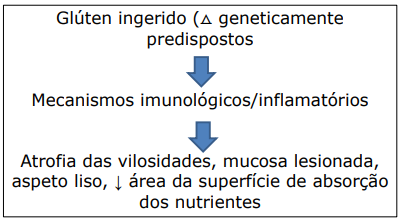 Glúten ingerido (△ geneticamente
predispostos
Mecanismos imunológicos/inflamatórios
Atrofia das vilosidades, mucosa lesionada,
aspeto liso, ↓ área da superfície de absorção
dos nutrientes